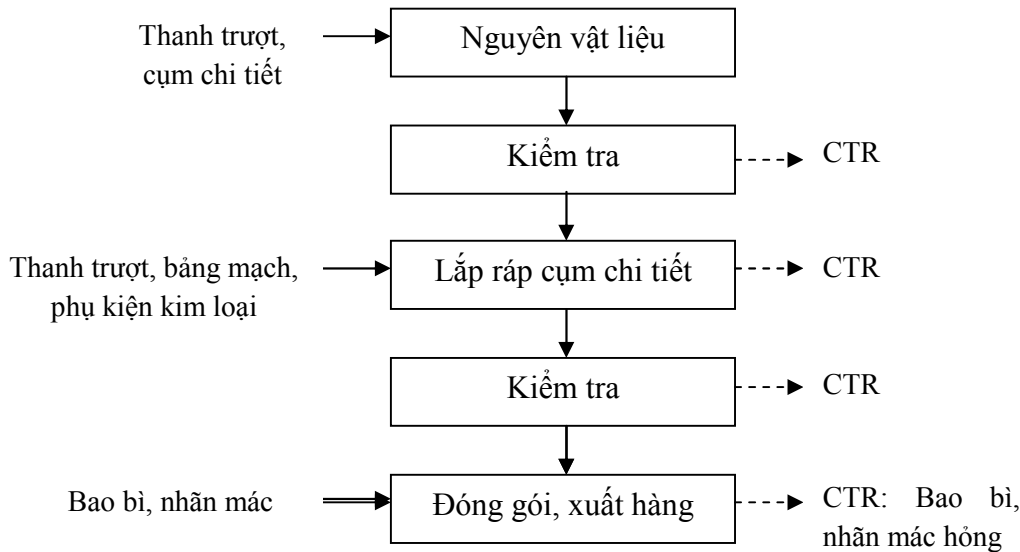 Thanh trượt,
cụm chi tiết
Nguyên vật liệu
Kiểm tra
CTR
Thanh trượt, bảng mạch,
phụ kiện kim loại
Lắp ráp cụm chi tiết
CTR
Kiểm tra
CTR
Bao bì, nhãn mác
Đóng gói, xuất hàng
CTR: Bao bì,
nhãn mác hỏng